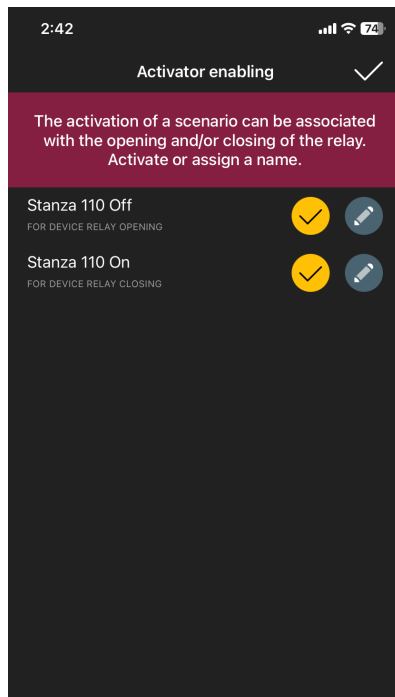 2:42
74
Activator enabling
The activation of a scenario can be associated
with the opening and/or closing of the relay.
Activate or assign a name.
Stanza 110 Off
FOR DEVICE RELAY OPENING
Stanza 110 On
FOR DEVICE RELAY CLOSING